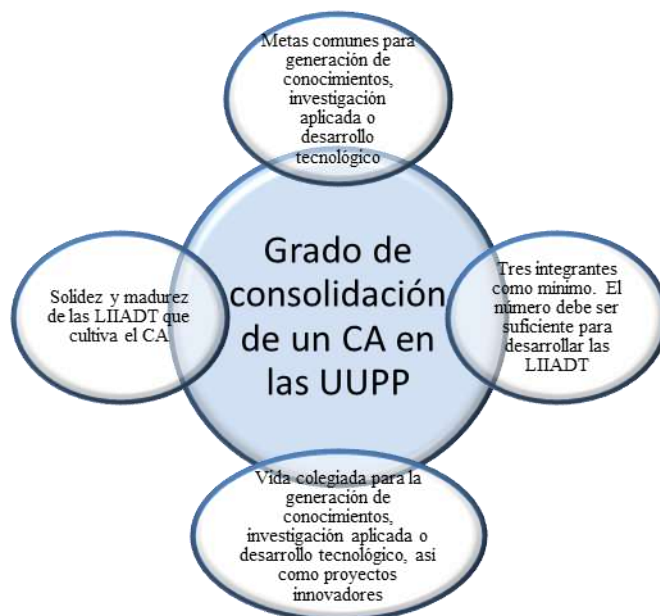 Metas comunes para
generación de
conocimientos,
investigación
aplicada o
desarrollo
tecnológico
Grado de
consolidación
de un CA en
las UUPP
Solidez y madurez
de las LIIADT que
cultiva el CA
Tres integrantes
como mínimo. El
número debe ser
suficiente para
desarrollar las
LIIADT
Vida colegiada para la
generación de
conocimientos,
investigación aplicada o
desarrollo tecnológico, así
como proyectos
innovadores